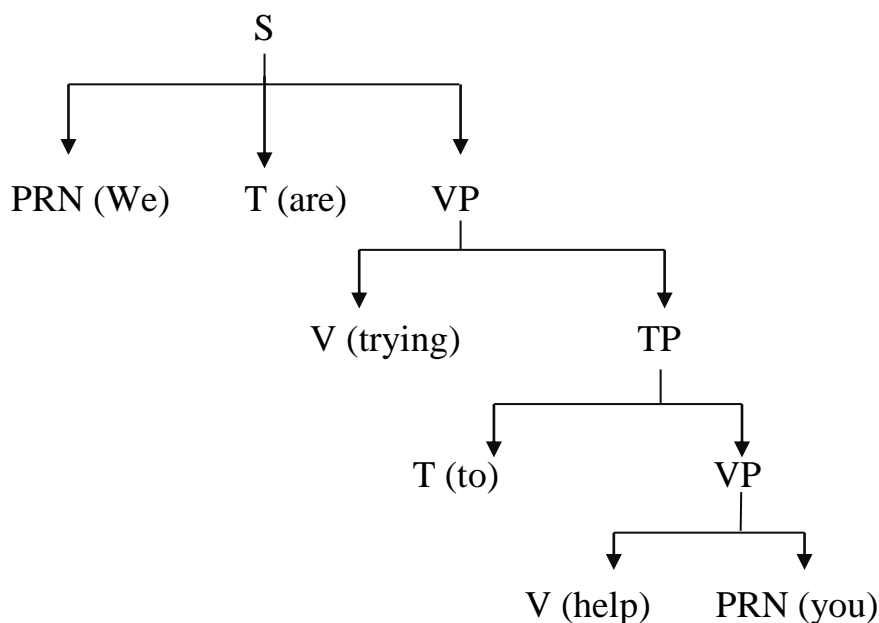 S
PRN (We) T (are) VP
V (trying) TP
T (to) VP
V (help) PRN (you)